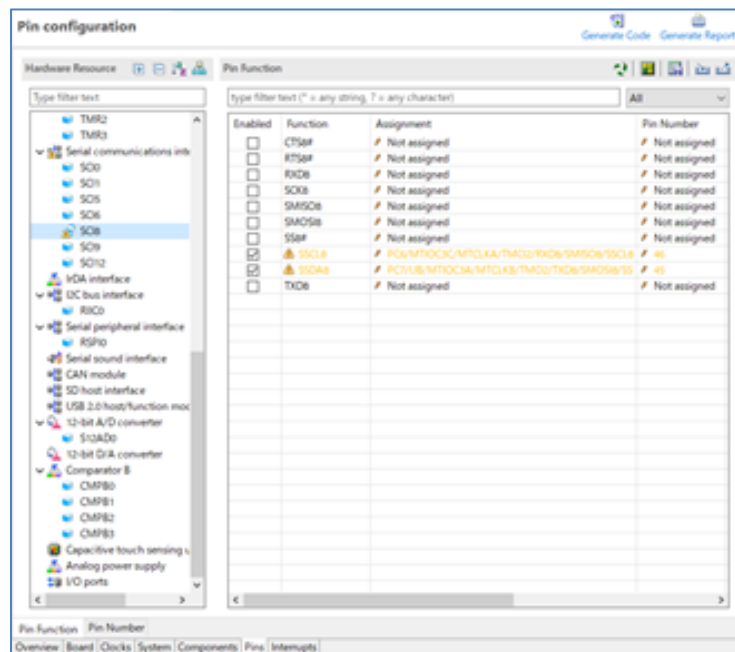 Pin configuration
Generate Code Generate Report
Hardware Resource
Type filter text
TMR2
TMR3
Serial communications inte
SCI0
SCI1
SCI5
SCI6
SCI8
SCI9
SCI12
IrDA interface
I2C bus interface
RIIC0
Serial peripheral interface
RSPI0
Serial sound interface
CAN module
SD host interface
USB 2.0 host/function moc
12-bit A/D converter
S12AD0
12-bit D/A converter
Comparator B
CMPB0
CMPB1
CMPB2
CMPB3
Capacitive touch sensing u
Analog power supply
I/O ports
Pin Function
type filter text (* = any string, ? = any character) All
Enabled Function Assignment Pin Number
CTS8# Not assigned Not assigned
RTS8# Not assigned Not assigned
RXD8 Not assigned Not assigned
SCK8 Not assigned Not assigned
SMISO8 Not assigned Not assigned
SMOSI8 Not assigned Not assigned
SS8# Not assigned Not assigned
SSCL8 PC6/MTIOC3C/MTCLKA/TMCI2/RXD8/SMISO8/SSCL8 46
SSDA8 PC7/UB/MTIOC3A/MTCLKB/TMO2/TXD8/SMOSI8/SS 45
TXD8 Not assigned Not assigned
Pin Function Pin Number
Overview Board Clocks System Components Pins Interrupts